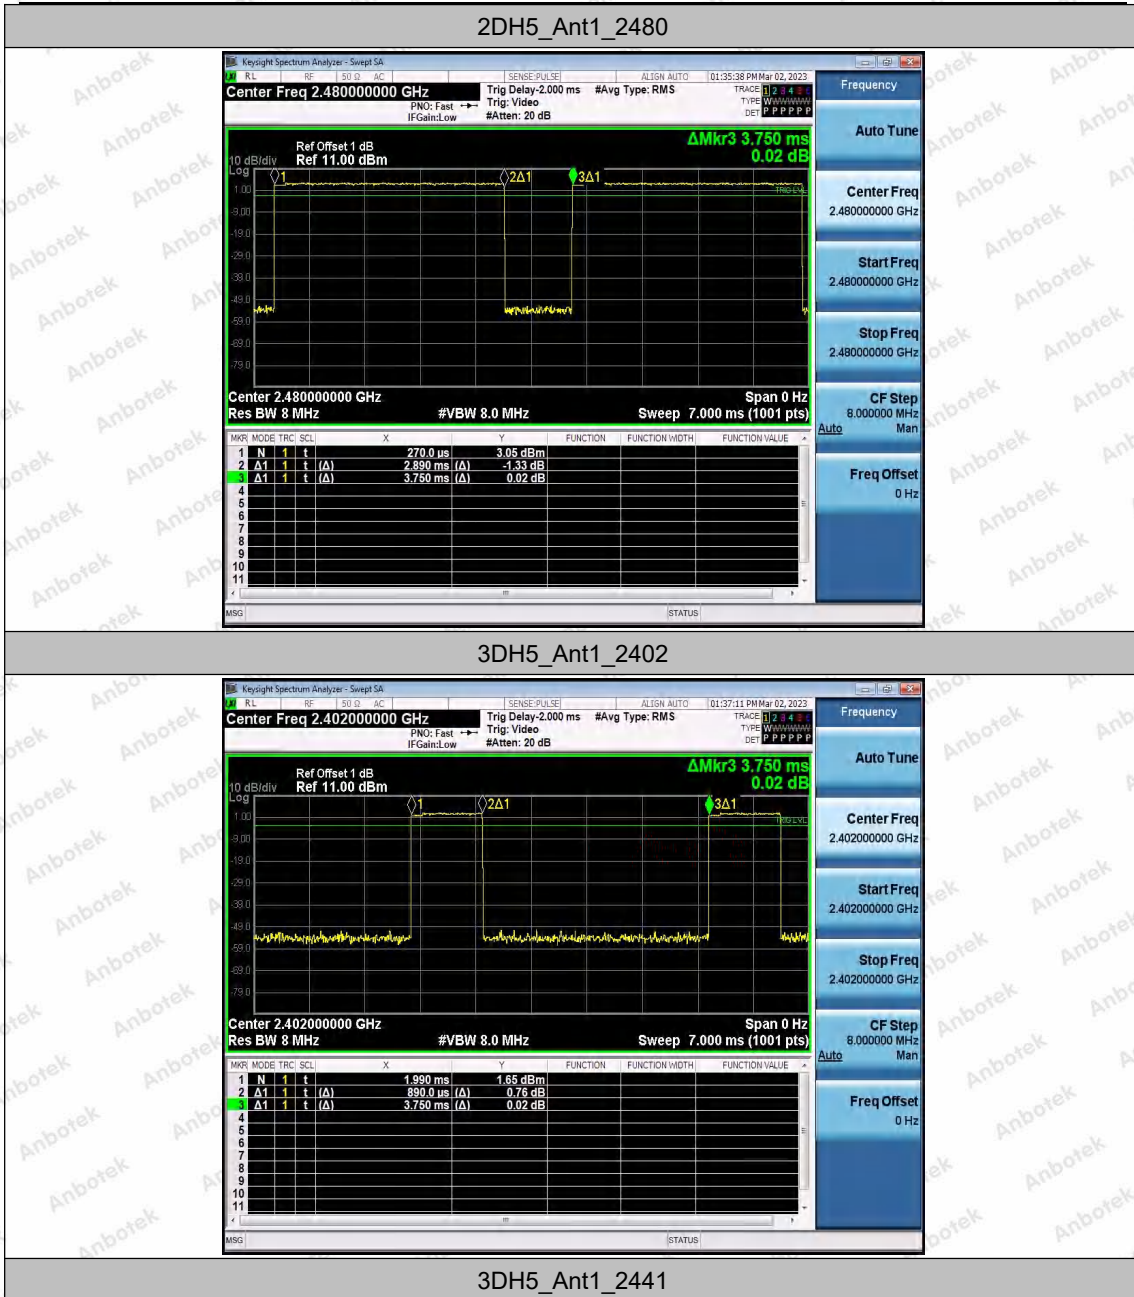 2DH5_Ant1_2480
Keysight Spectrum Analyzer - Swept SA
RL RF 50 Ω AC SENSE:PULSE ALIGN AUTO 01:35:38 PM Mar 02, 2023
Center Freq 2.480000000 GHz Trig Delay-2.000 ms #Avg Type: RMS TRACE 1 2 3 4 5 6
PNO: Fast Trig: Video TYPE WWWWWW
IFGain:Low #Atten: 20 dB DET P P P P P P
Frequency
Auto Tune
Center Freq
2.480000000 GHz
Start Freq
2.480000000 GHz
Stop Freq
2.480000000 GHz
CF Step
8.000000 MHz
Auto Man
Freq Offset
0 Hz
ΔMkr3 3.750 ms
0.02 dB
Ref Offset 1 dB
10 dB/div Ref 11.00 dBm
Log
1 2Δ1 3Δ1
1.00
TRIG LVL
-9.00
-19.0
-29.0
-39.0
-49.0
-59.0
-69.0
-79.0
Center 2.480000000 GHz Span 0 Hz
Res BW 8 MHz #VBW 8.0 MHz Sweep 7.000 ms (1001 pts)
MKR MODE TRC SCL X Y FUNCTION FUNCTION WIDTH FUNCTION VALUE
1 N 1 t 270.0 µs 3.05 dBm
2 Δ1 1 t (Δ) 2.890 ms (Δ) -1.33 dB
3 Δ1 1 t (Δ) 3.750 ms (Δ) 0.02 dB
4
5
6
7
8
9
10
11
MSG STATUS
3DH5_Ant1_2402
Keysight Spectrum Analyzer - Swept SA
RL RF 50 Ω AC SENSE:PULSE ALIGN AUTO 01:37:11 PM Mar 02, 2023
Center Freq 2.402000000 GHz Trig Delay-2.000 ms #Avg Type: RMS TRACE 1 2 3 4 5 6
PNO: Fast Trig: Video TYPE WWWWWW
IFGain:Low #Atten: 20 dB DET P P P P P P
Frequency
Auto Tune
Center Freq
2.402000000 GHz
Start Freq
2.402000000 GHz
Stop Freq
2.402000000 GHz
CF Step
8.000000 MHz
Auto Man
Freq Offset
0 Hz
ΔMkr3 3.750 ms
0.02 dB
Ref Offset 1 dB
10 dB/div Ref 11.00 dBm
Log
1 2Δ1 3Δ1
1.00
TRIG LVL
-9.00
-19.0
-29.0
-39.0
-49.0
-59.0
-69.0
-79.0
Center 2.402000000 GHz Span 0 Hz
Res BW 8 MHz #VBW 8.0 MHz Sweep 7.000 ms (1001 pts)
MKR MODE TRC SCL X Y FUNCTION FUNCTION WIDTH FUNCTION VALUE
1 N 1 t 1.990 ms 1.65 dBm
2 Δ1 1 t (Δ) 890.0 µs (Δ) 0.76 dB
3 Δ1 1 t (Δ) 3.750 ms (Δ) 0.02 dB
4
5
6
7
8
9
10
11
MSG STATUS
3DH5_Ant1_2441
Anbotek